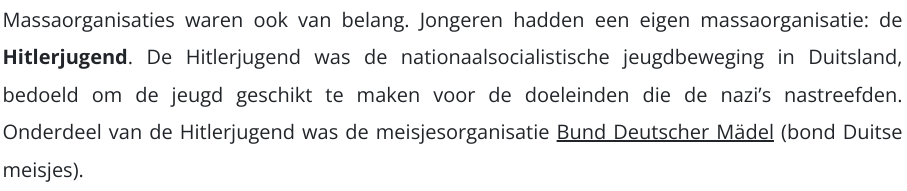 Massaorganisaties waren ook van belang. Jongeren hadden een eigen massaorganisatie: de
Hitlerjugend. De Hitlerjugend was de nationaalsocialistische jeugdbeweging in Duitsland,
bedoeld om de jeugd geschikt te maken voor de doeleinden die de nazi’s nastreefden.
Onderdeel van de Hitlerjugend was de meisjesorganisatie Bund Deutscher Mädel (bond Duitse
meisjes).